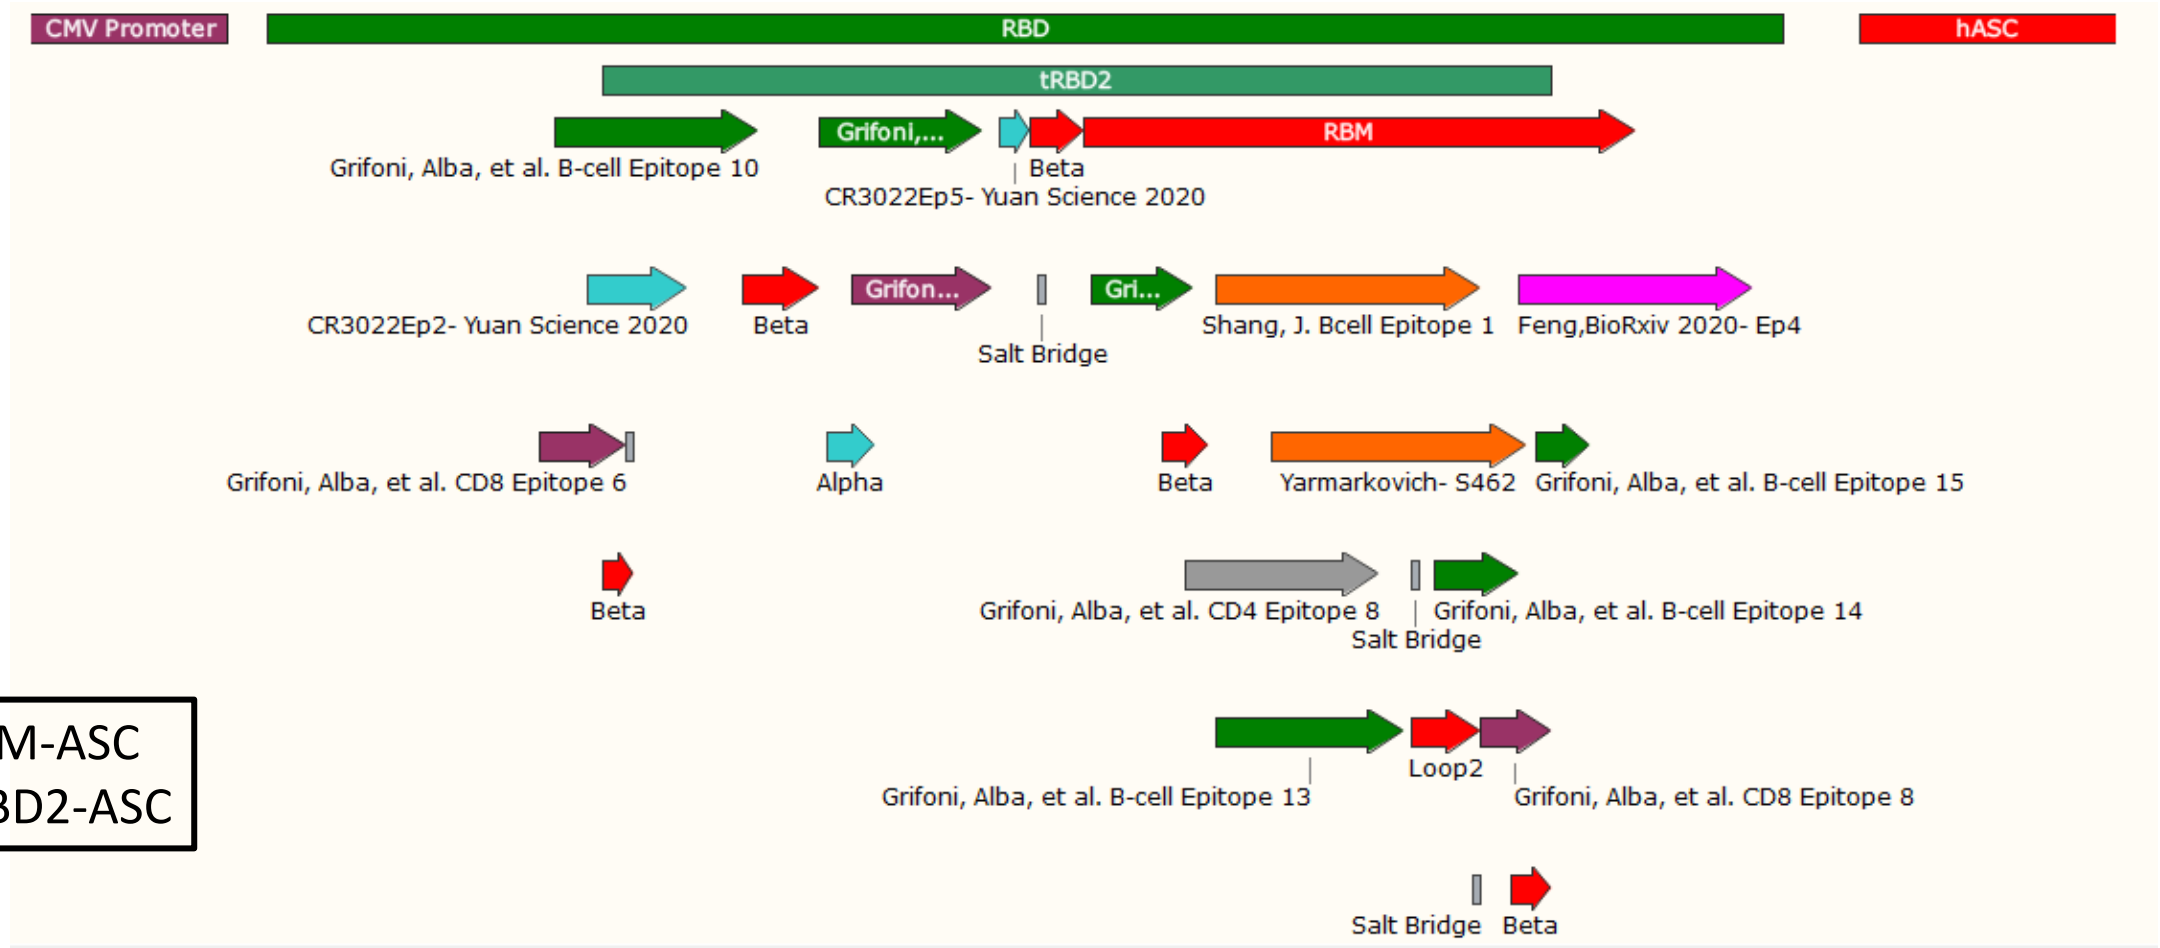 CMV Promoter RBD hASC
tRBD2
Grifoni,... RBM
Grifoni, Alba, et al. B-cell Epitope 10 Beta
CR3022Ep5- Yuan Science 2020
Grifon... Gri...
CR3022Ep2- Yuan Science 2020 Beta Shang, J. Bcell Epitope 1 Feng,BioRxiv 2020- Ep4
Salt Bridge
Grifoni, Alba, et al. CD8 Epitope 6 Alpha Beta Yarmarkovich- S462 Grifoni, Alba, et al. B-cell Epitope 15
Beta Grifoni, Alba, et al. CD4 Epitope 8 Grifoni, Alba, et al. B-cell Epitope 14
Salt Bridge
M-ASC
Loop2
Grifoni, Alba, et al. B-cell Epitope 13 Grifoni, Alba, et al. CD8 Epitope 8
BD2-ASC
Salt Bridge Beta